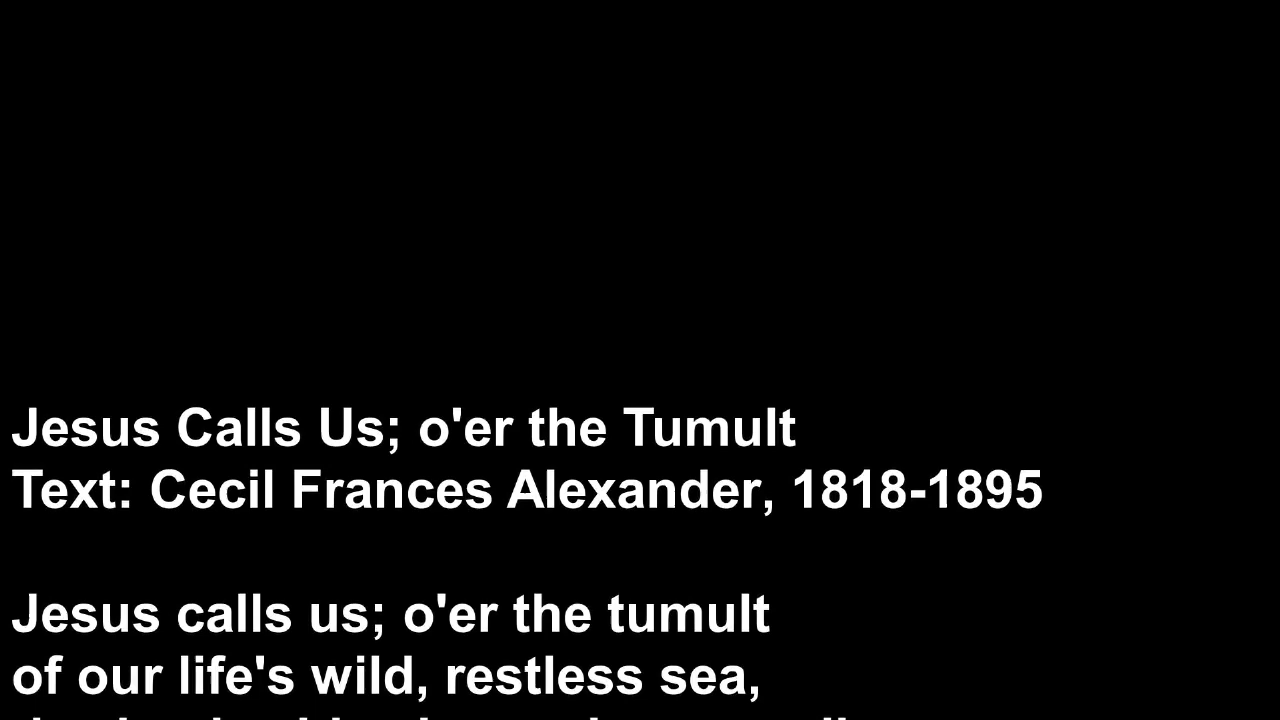 Jesus Calls Us; o'er the Tumult
Text: Cecil Frances Alexander, 1818-1895
Jesus calls us; o'er the tumult
of our life's wild, restless sea,